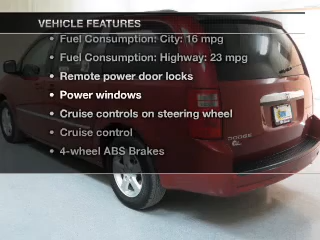 VEHICLE FEATURES
• Fuel Consumption: City: 16 mpg
• Fuel Consumption: Highway: 23 mpg
• Remote power door locks
• Power windows
• Cruise controls on steering wheel
• Cruise control
• 4-wheel ABS Brakes
DODGE